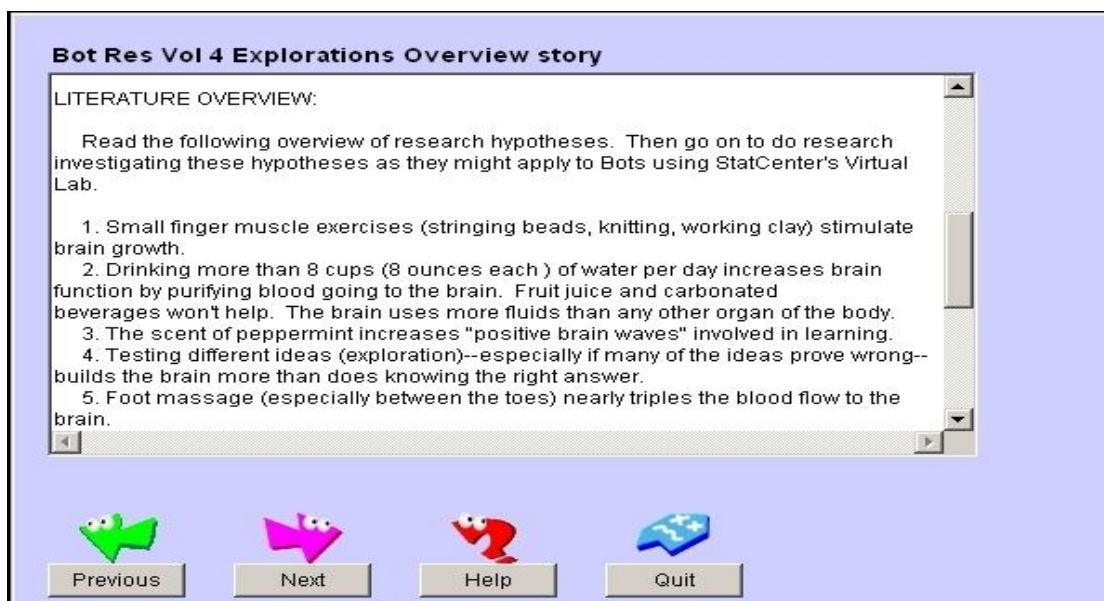 Bot Res Vol 4 Explorations Overview story
LITERATURE OVERVIEW:
Read the following overview of research hypotheses.  Then go on to do research
investigating these hypotheses as they might apply to Bots using StatCenter's Virtual
Lab.
1. Small finger muscle exercises (stringing beads, knitting, working clay) stimulate
brain growth.
2. Drinking more than 8 cups (8 ounces each ) of water per day increases brain
function by purifying blood going to the brain.  Fruit juice and carbonated
beverages won't help.  The brain uses more fluids than any other organ of the body.
3. The scent of peppermint increases "positive brain waves" involved in learning.
4. Testing different ideas (exploration)--especially if many of the ideas prove wrong--
builds the brain more than does knowing the right answer.
5. Foot massage (especially between the toes) nearly triples the blood flow to the
brain.
Previous
Next
Help
Quit